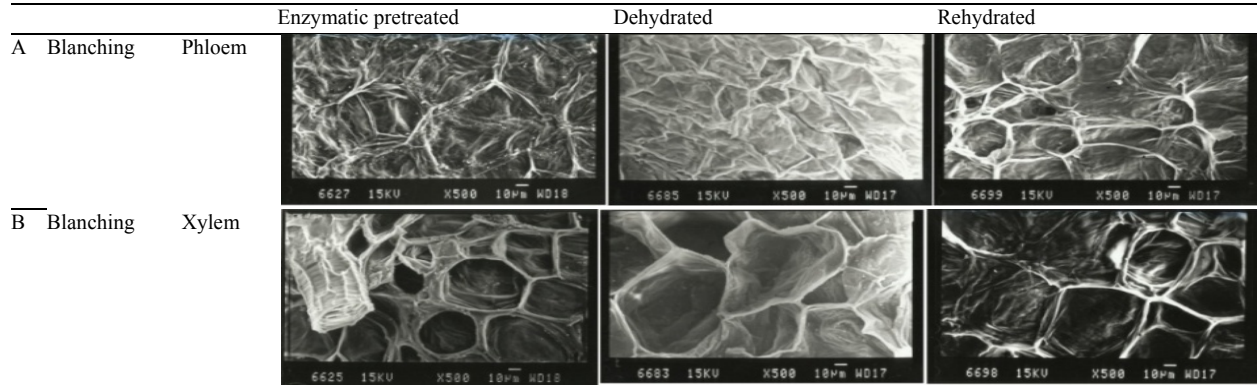 Enzymatic pretreated Dehydrated Rehydrated
A Blanching Phloem
6627 15KV X500 10µm WD18
6685 15KV X500 10µm WD17
6699 15KV X500 10µm WD17
B Blanching Xylem
6625 15KV X500 10µm WD18
6683 15KV X500 10µm WD17
6698 15KV X500 10µm WD17